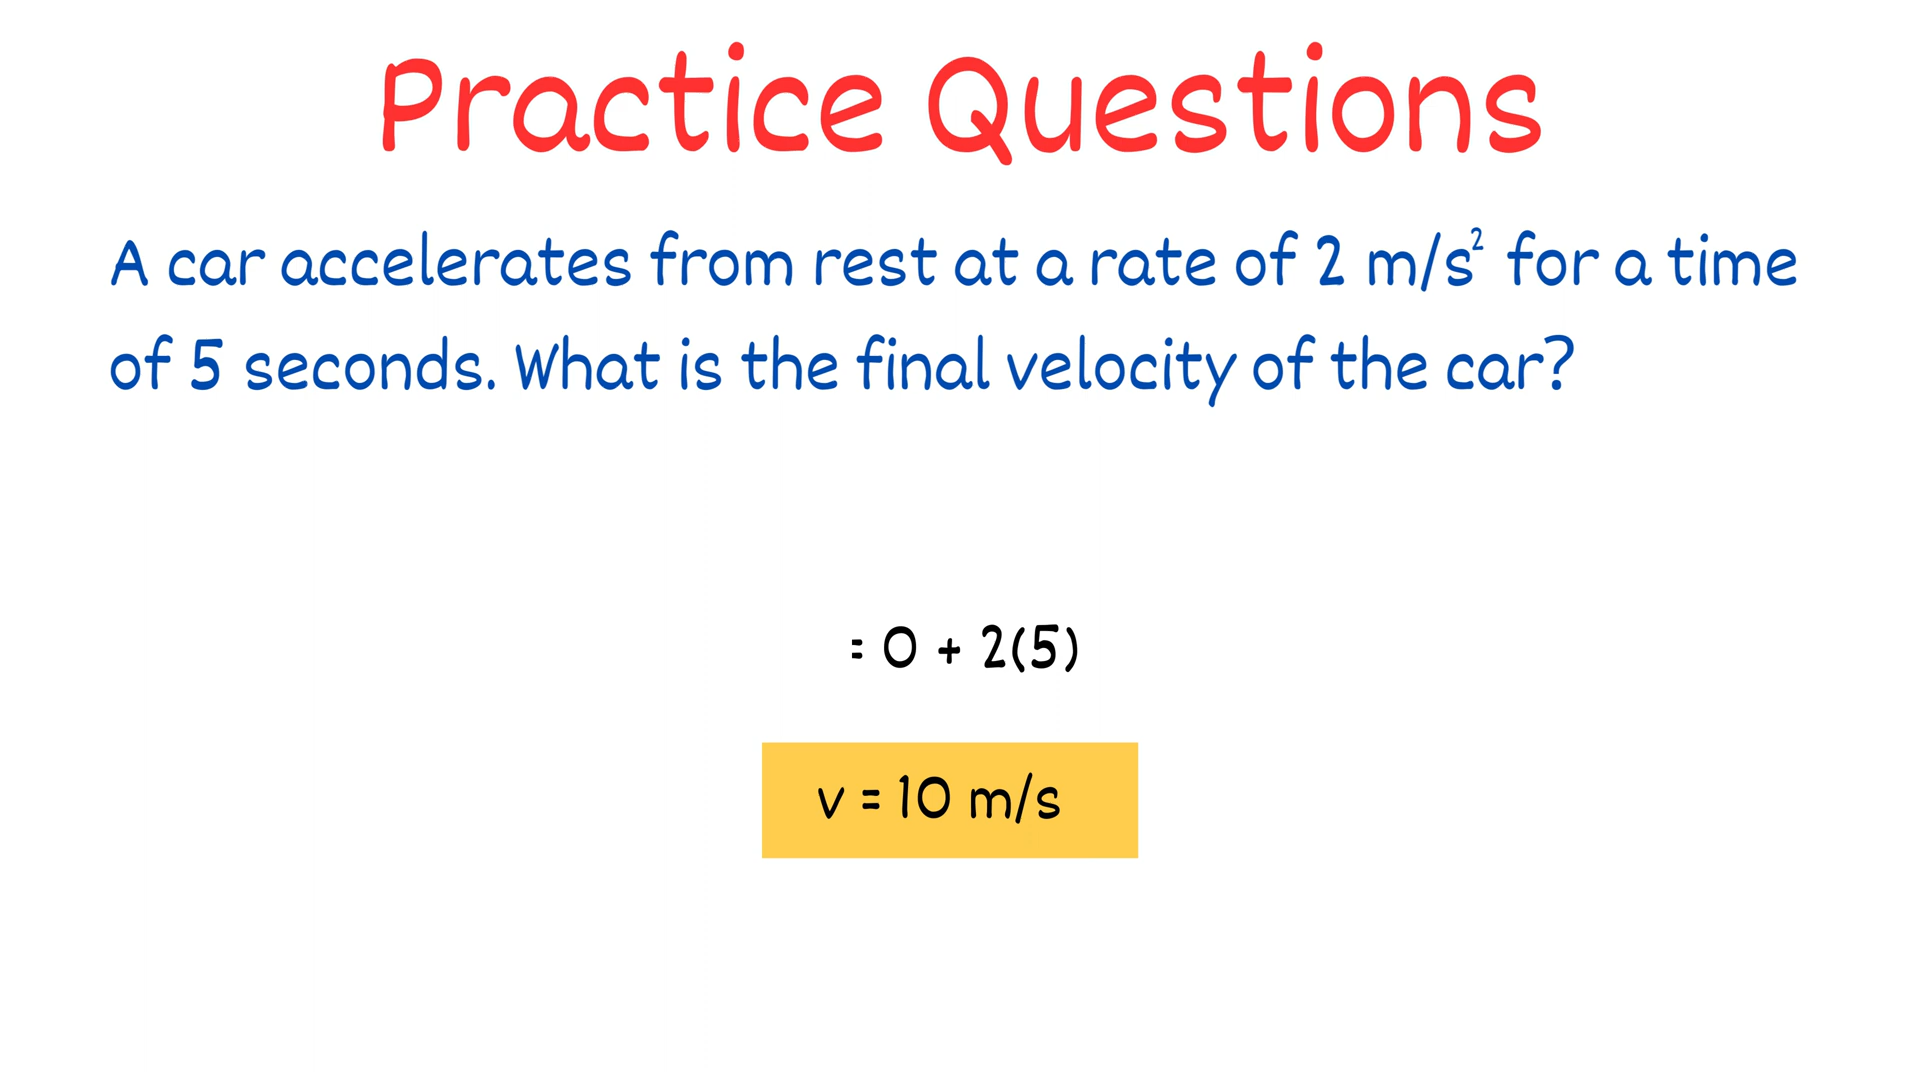 Practice Questions
A car accelerates from rest at a rate of 2 m/s² for a time
of 5 seconds. What is the final velocity of the car?
= 0 + 2(5)
v = 10 m/s